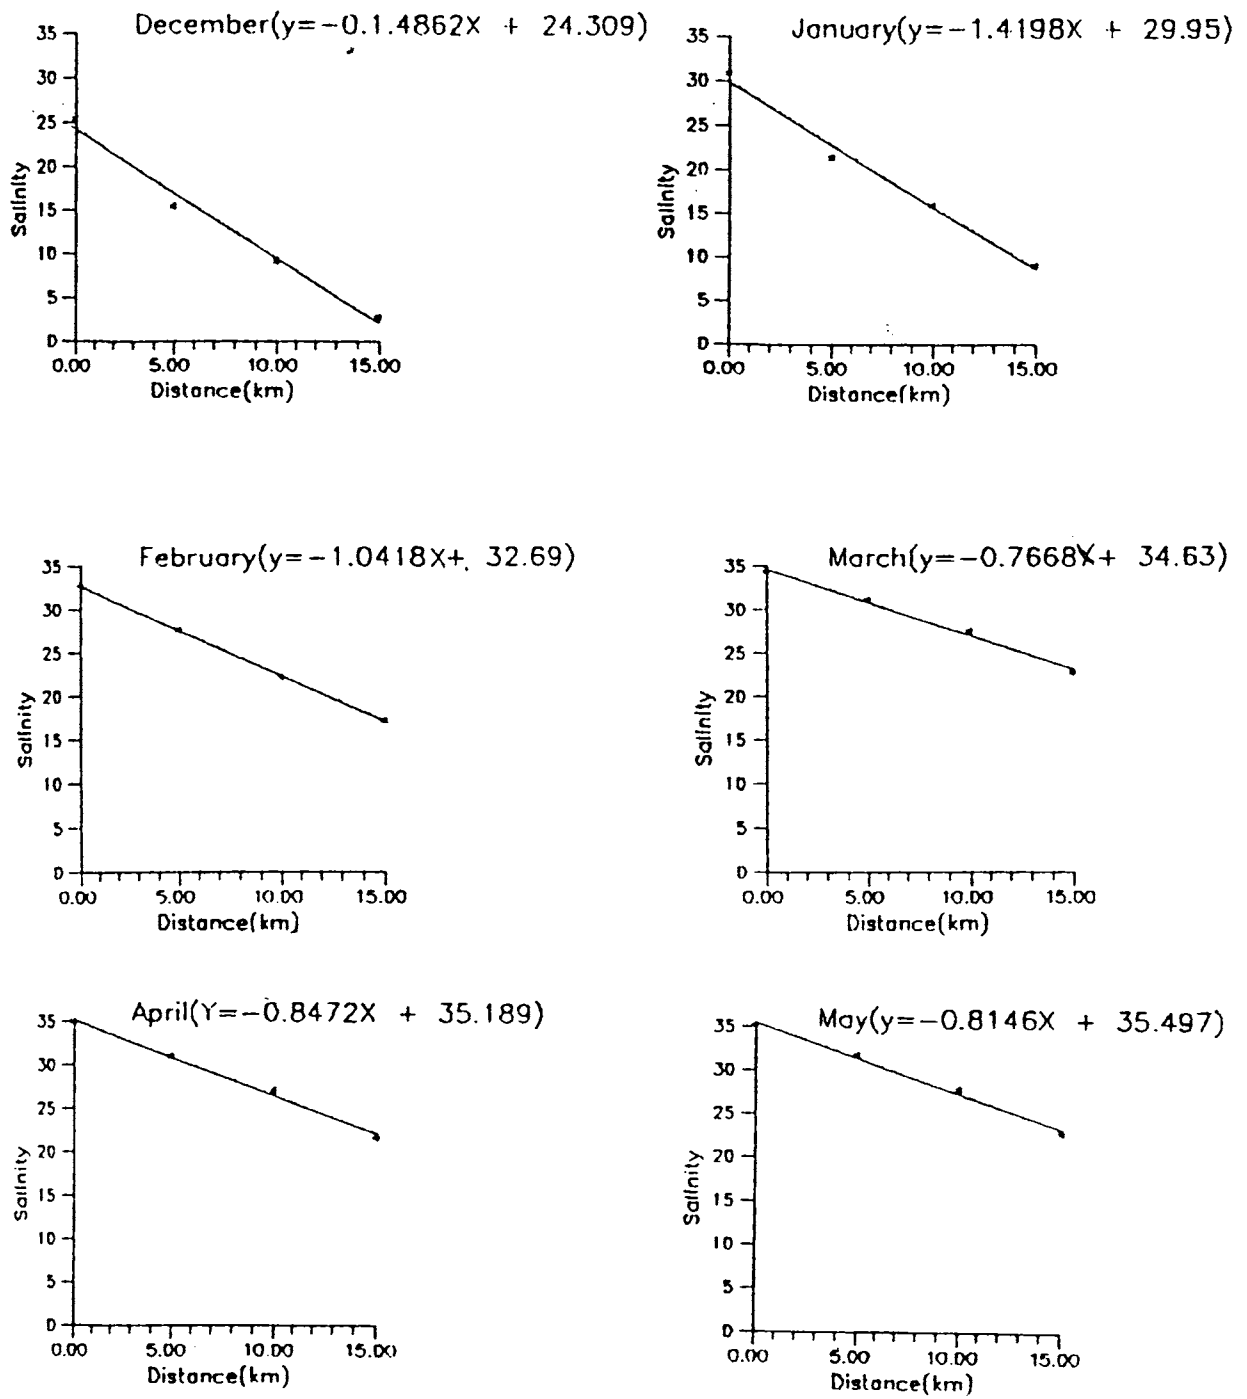 December(y=-0.1.4862X + 24.309)
35
30
25
20
15
10
5
0
Salinity
0.00 5.00 10.00 15.00
Distance(km)
January(y=-1.4198X + 29.95)
35
30
25
20
15
10
5
0
Salinity
0.00 5.00 10.00 15.00
Distance(km)
February(y=-1.0418X+ 32.69)
35
30
25
20
15
10
5
0
Salinity
0.00 5.00 10.00 15.00
Distance(km)
March(y=-0.7668X+ 34.63)
35
30
25
20
15
10
5
0
Salinity
0.00 5.00 10.00 15.00
Distance(km)
April(Y=-0.8472X + 35.189)
35
30
25
20
15
10
5
0
Salinity
0.00 5.00 10.00 15.00
Distance(km)
May(y=-0.8146X + 35.497)
35
30
25
20
15
10
5
0
Salinity
0.00 5.00 10.00 15.00
Distance(km)